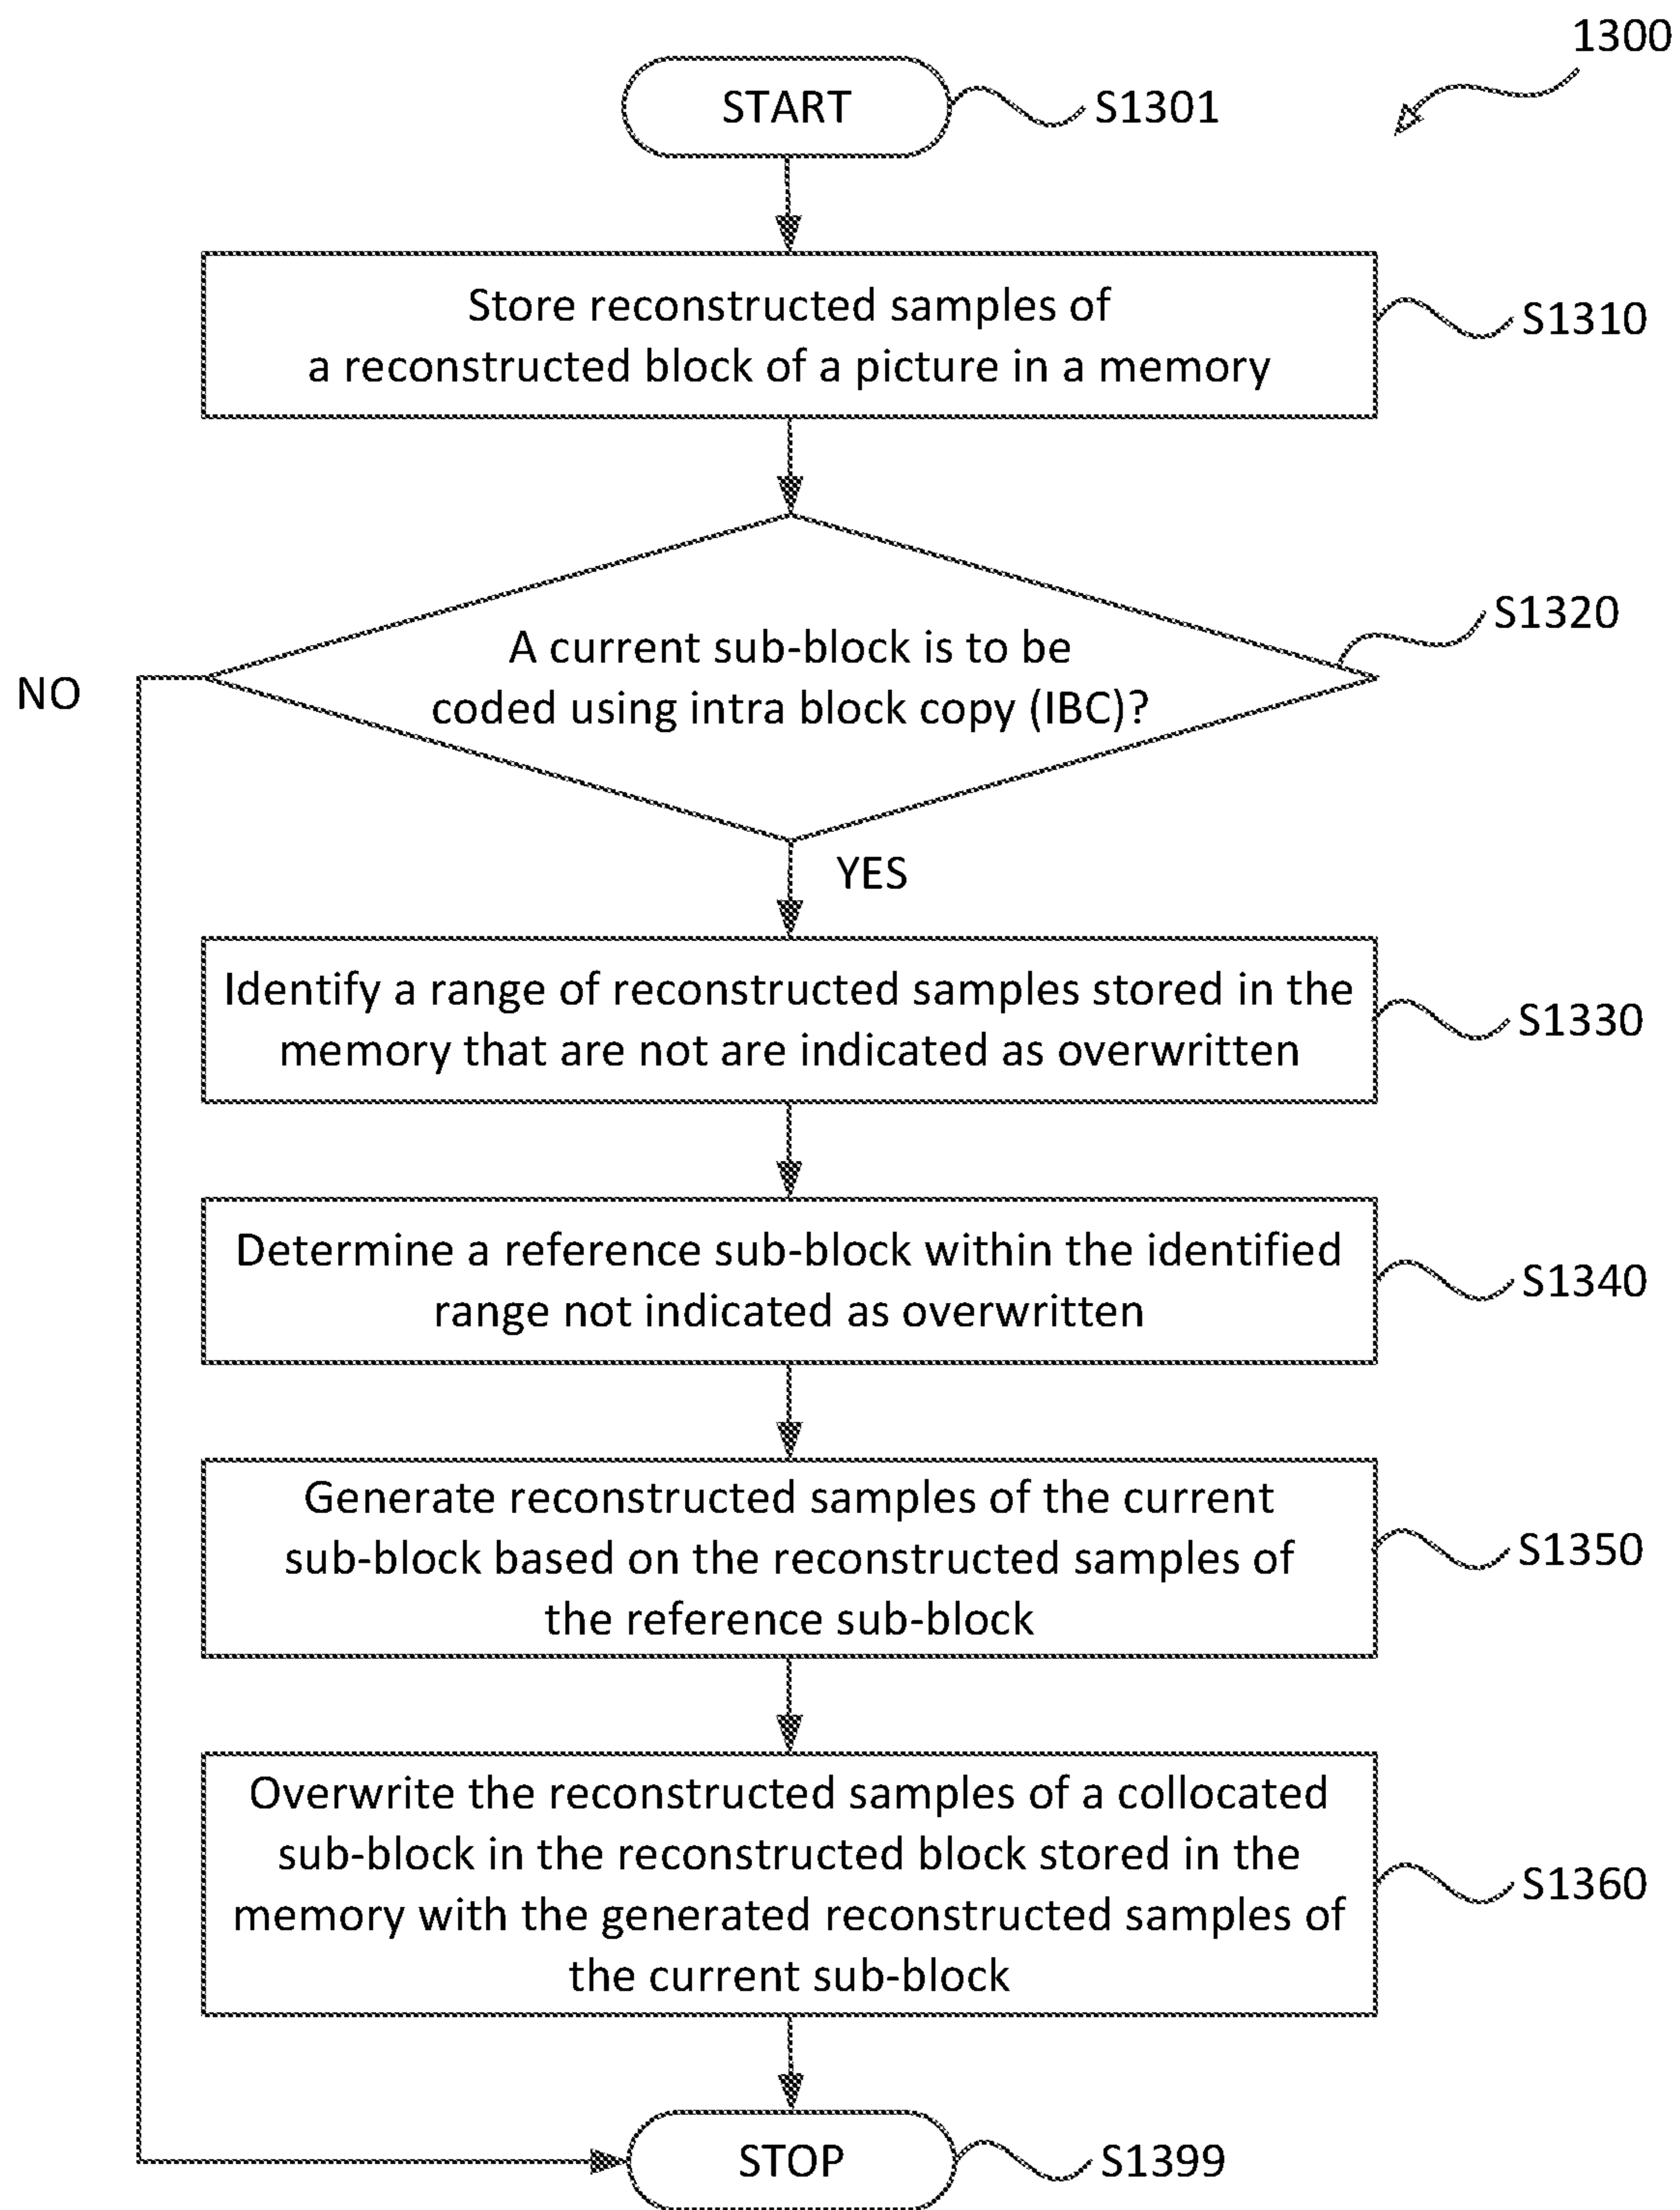 1300
START
S1301
Store reconstructed samples of
a reconstructed block of a picture in a memory
S1310
A current sub-block is to be
coded using intra block copy (IBC)?
S1320
NO
YES
Identify a range of reconstructed samples stored in the
memory that are not are indicated as overwritten
S1330
Determine a reference sub-block within the identified
range not indicated as overwritten
S1340
Generate reconstructed samples of the current
sub-block based on the reconstructed samples of
the reference sub-block
S1350
Overwrite the reconstructed samples of a collocated
sub-block in the reconstructed block stored in the
memory with the generated reconstructed samples of
the current sub-block
S1360
STOP
S1399